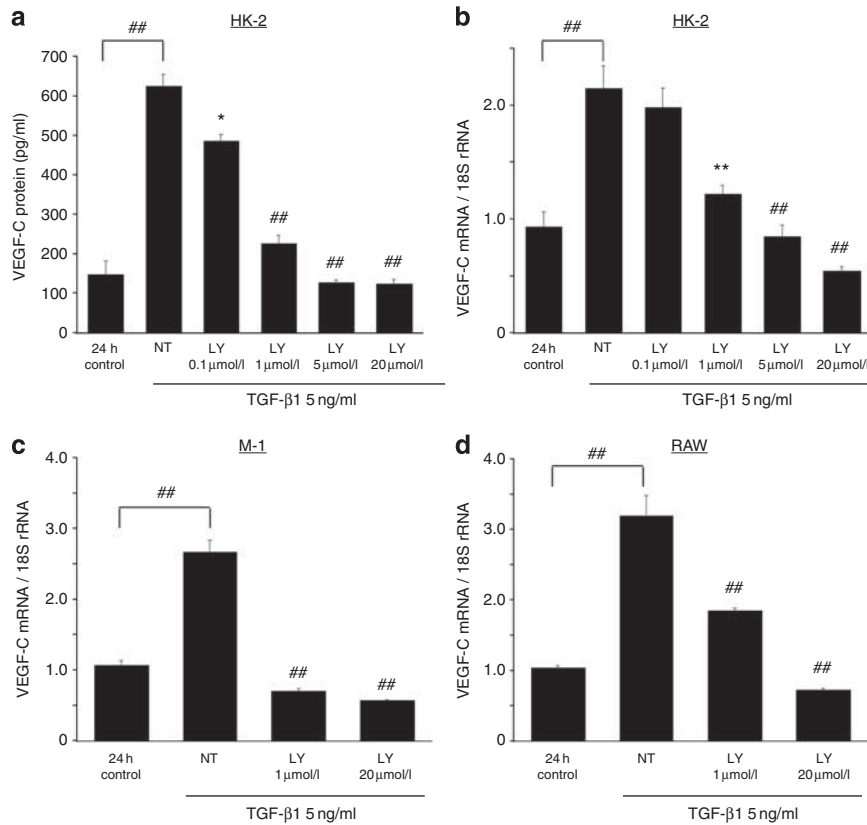 a
HK-2
##
700
600
500
400
300
200
100
0
VEGF-C protein (pg/ml)
*
##
##
##
24 h control
NT
LY 0.1 μmol/l
LY 1 μmol/l
LY 5 μmol/l
LY 20 μmol/l
TGF-β1 5 ng/ml
b
HK-2
##
2.0
1.0
0
VEGF-C mRNA / 18S rRNA
**
##
##
24 h control
NT
LY 0.1 μmol/l
LY 1 μmol/l
LY 5 μmol/l
LY 20 μmol/l
TGF-β1 5 ng/ml
c
M-1
##
4.0
3.0
2.0
1.0
0
VEGF-C mRNA / 18S rRNA
##
##
24 h control
NT
LY 1 μmol/l
LY 20 μmol/l
TGF-β1 5 ng/ml
d
RAW
##
4.0
3.0
2.0
1.0
0
VEGF-C mRNA / 18S rRNA
##
##
24 h control
NT
LY 1 μmol/l
LY 20 μmol/l
TGF-β1 5 ng/ml